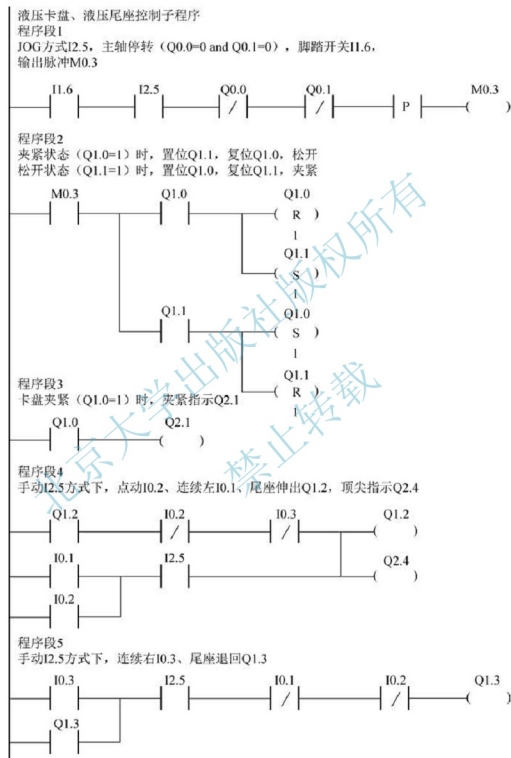 液压卡盘、液压尾座控制子程序
程序段1
JOG方式I2.5，主轴停转（Q0.0=0 and Q0.1=0），脚踏开关I1.6，
输出脉冲M0.3
I1.6 I2.5 Q0.0 Q0.1 M0.3
P
程序段2
夹紧状态（Q1.0=1）时，置位Q1.1，复位Q1.0，松开
松开状态（Q1.1=1）时，置位Q1.0，复位Q1.1，夹紧
M0.3 Q1.0 Q1.0
R
1
Q1.1
S
1
Q1.1 Q1.0
S
1
Q1.1
R
1
程序段3
卡盘夹紧（Q1.0=1）时，夹紧指示Q2.1
Q1.0 Q2.1
程序段4
手动I2.5方式下，点动I0.2、连续左I0.1、尾座伸出Q1.2，顶尖指示Q2.4
Q1.2 I0.2 I0.3 Q1.2
I0.1 I2.5 Q2.4
I0.2
程序段5
手动I2.5方式下，连续右I0.3、尾座退回Q1.3
I0.3 I2.5 I0.1 I0.2 Q1.3
Q1.3
北京大学出版社版权所有
禁止转载